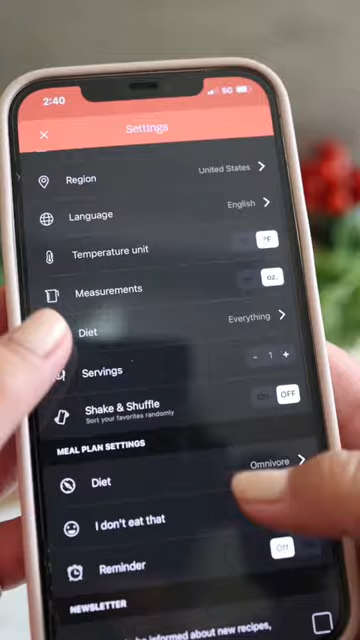 2:40
5G
Settings
Region
United States
Language
English
Temperature unit
°F
Measurements
oz.
Diet
Everything
Servings
- 1 +
Shake & Shuffle
Sort your favorites randomly
On OFF
MEAL PLAN SETTINGS
Diet
Omnivore
I don't eat that
Reminder
Off
NEWSLETTER
be informed about new recipes,